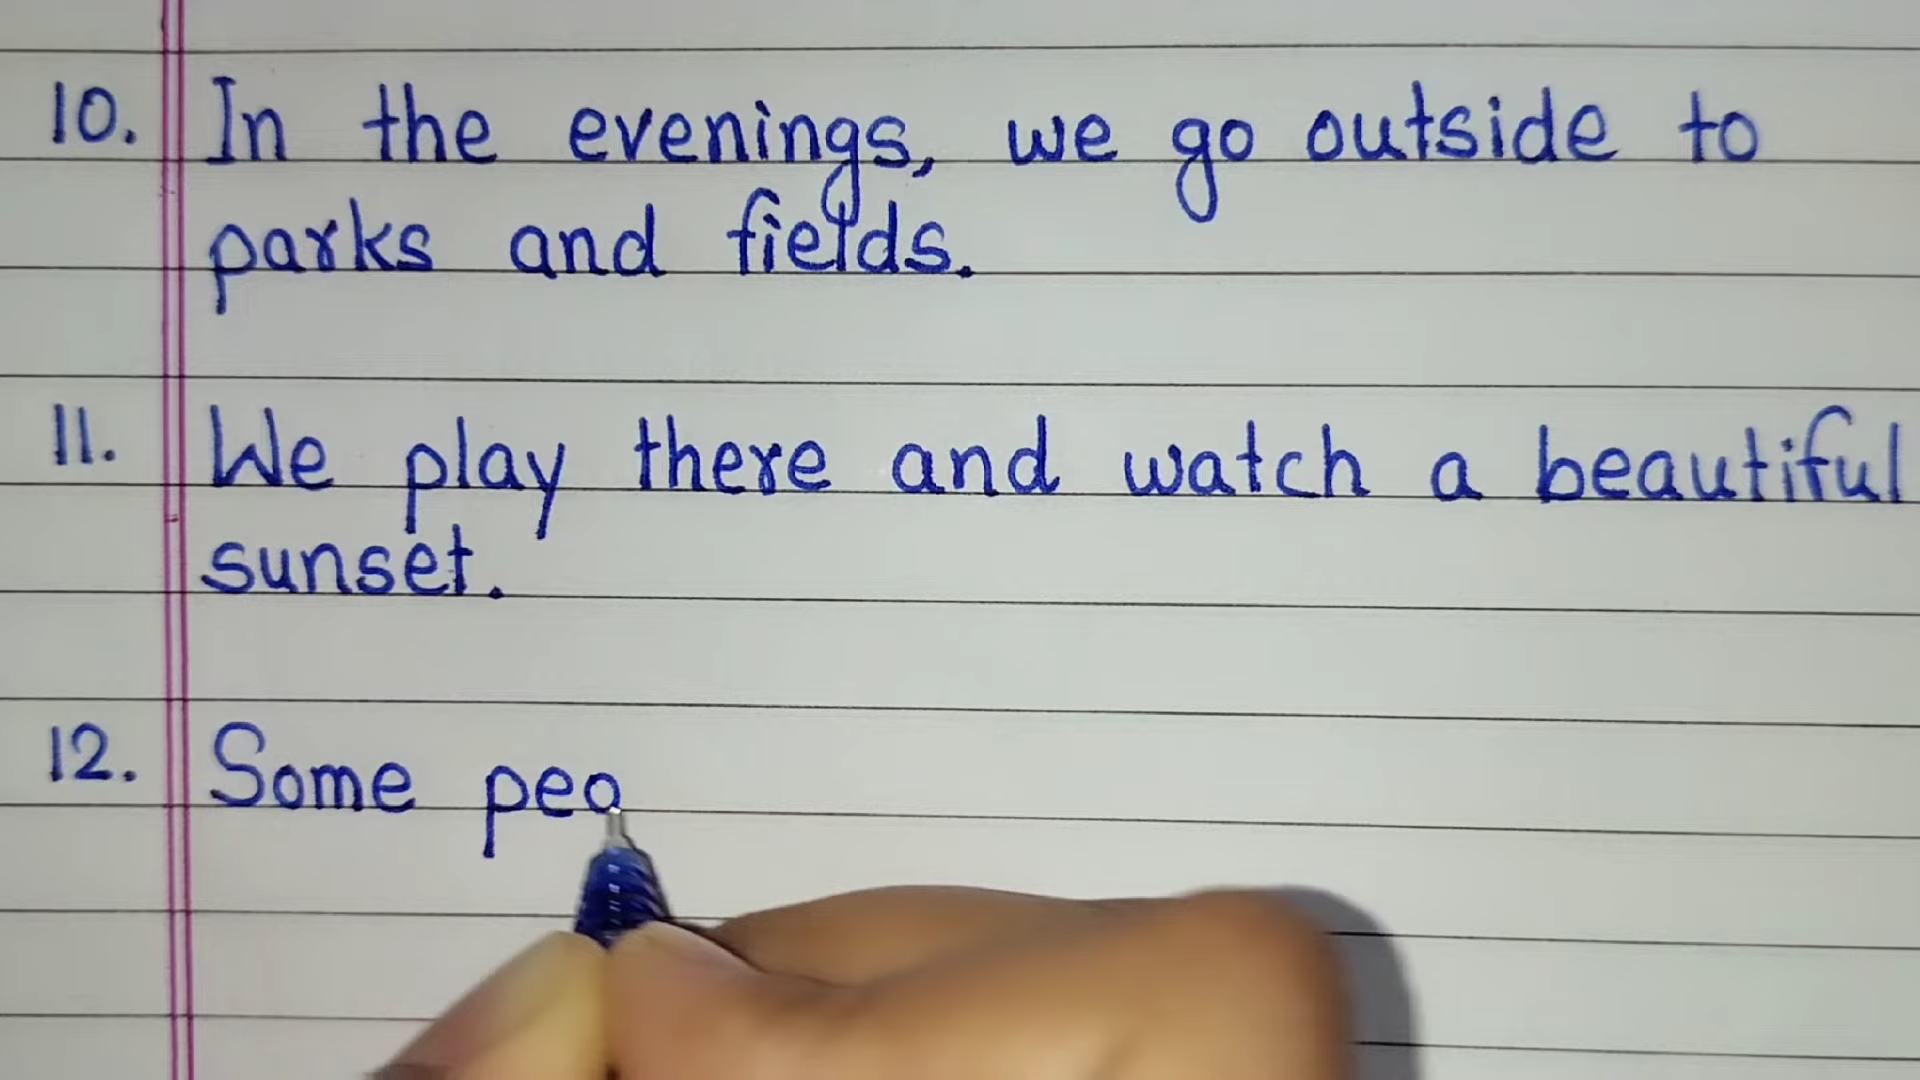 10. In the evenings, we go outside to
parks and fields.
11. We play there and watch a beautiful
sunset.
12. Some peo